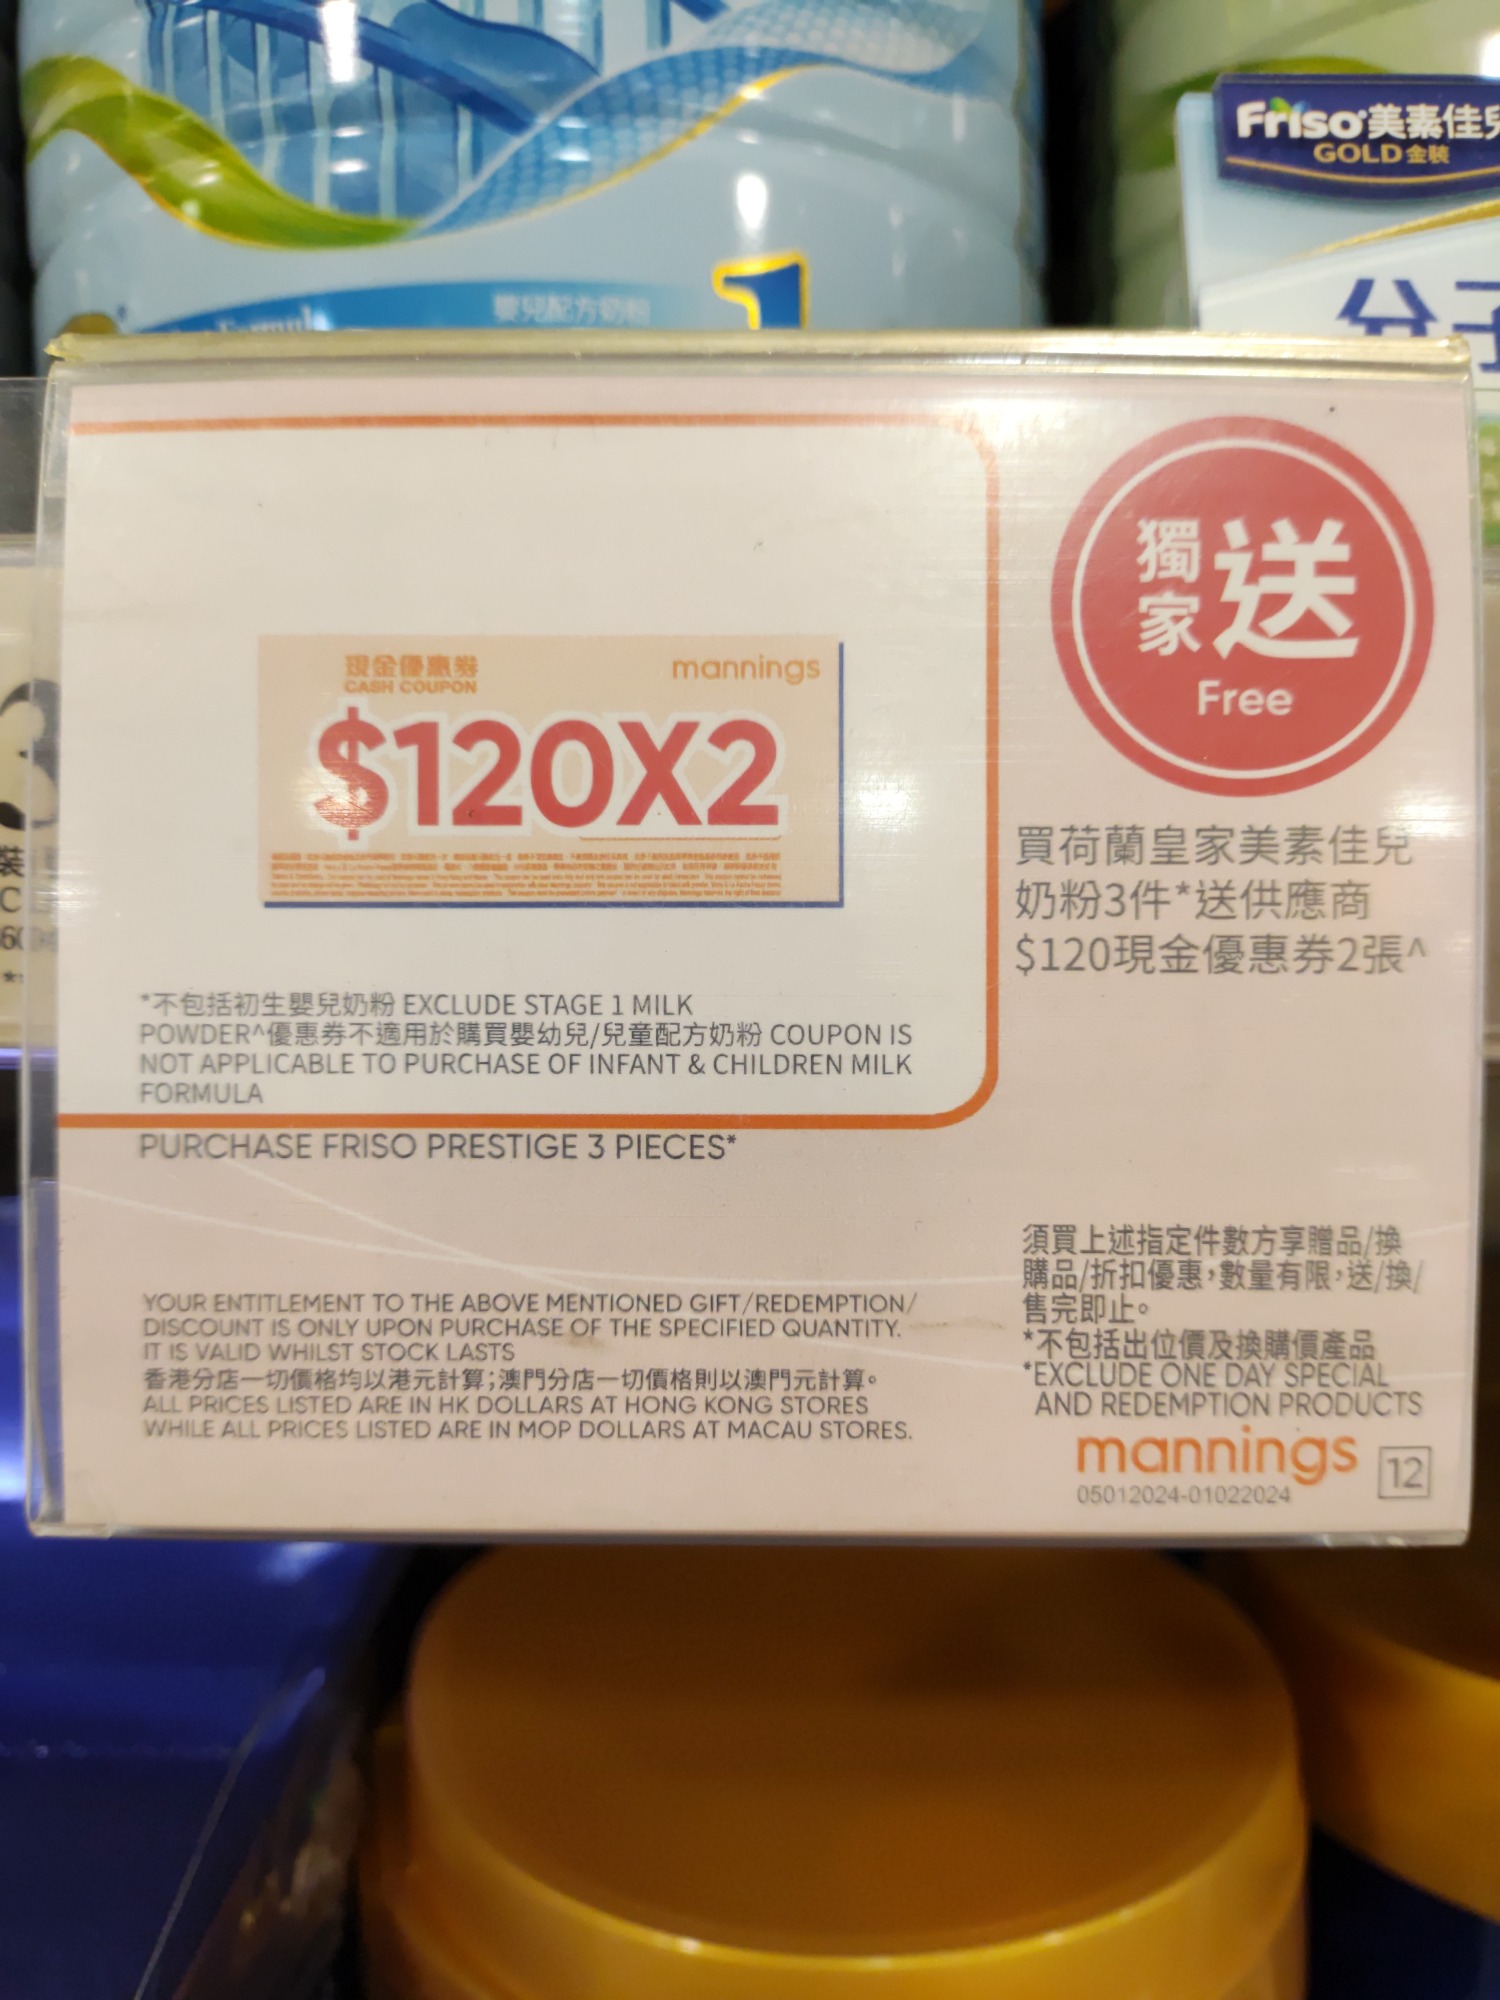 Friso 美素佳兒
GOLD金裝
嬰兒配方奶粉
1
獨家送
Free
現金優惠券
CASH COUPON
mannings
$120X2
買荷蘭皇家美素佳兒
奶粉3件*送供應商
$120現金優惠券2張^
*不包括初生嬰兒奶粉 EXCLUDE STAGE 1 MILK
POWDER^優惠券不適用於購買嬰幼兒/兒童配方奶粉 COUPON IS
NOT APPLICABLE TO PURCHASE OF INFANT & CHILDREN MILK
FORMULA
PURCHASE FRISO PRESTIGE 3 PIECES*
YOUR ENTITLEMENT TO THE ABOVE MENTIONED GIFT/REDEMPTION/
DISCOUNT IS ONLY UPON PURCHASE OF THE SPECIFIED QUANTITY.
IT IS VALID WHILST STOCK LASTS
香港分店一切價格均以港元計算;澳門分店一切價格則以澳門元計算。
ALL PRICES LISTED ARE IN HK DOLLARS AT HONG KONG STORES
WHILE ALL PRICES LISTED ARE IN MOP DOLLARS AT MACAU STORES.
須買上述指定件數方享贈品/換
購品/折扣優惠,數量有限,送/換/
售完即止。
*不包括出位價及換購價產品
*EXCLUDE ONE DAY SPECIAL
AND REDEMPTION PRODUCTS
mannings
05012024-01022024
12